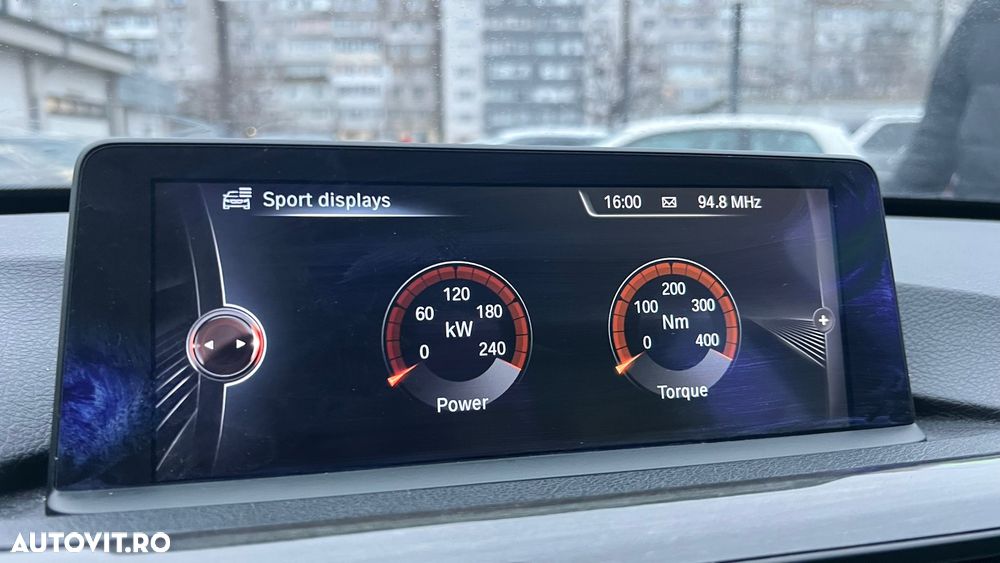 Sport displays
16:00
94.8 MHz
120
60
180
kW
0
240
Power
200
100
300
Nm
0
400
Torque
+
AUTOVIT.RO